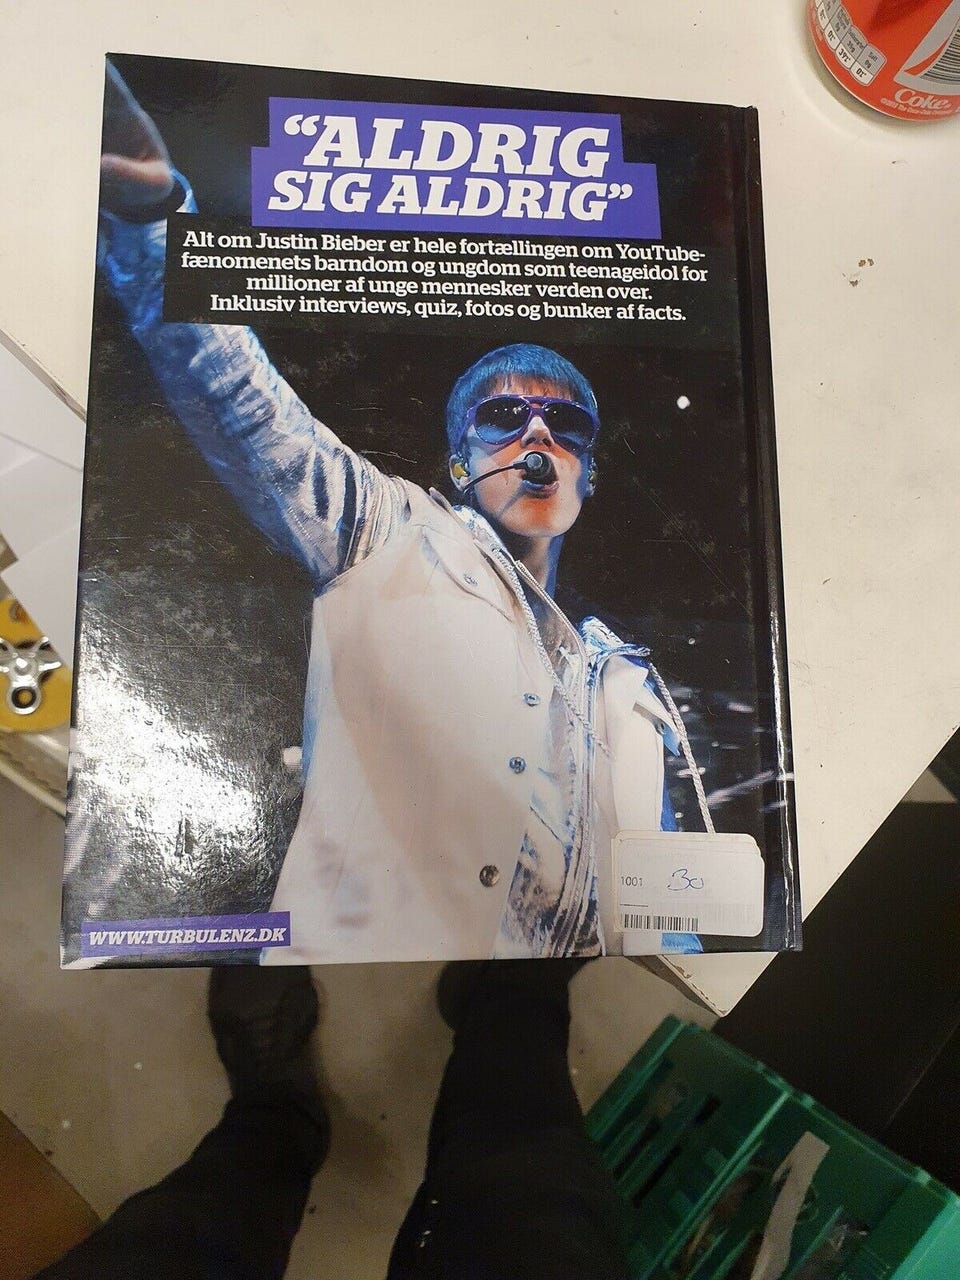 “ALDRIG
SIG ALDRIG”
Alt om Justin Bieber er hele fortællingen om YouTube-
fænomenets barndom og ungdom som teenageidol for
millioner af unge mennesker verden over.
Inklusiv interviews, quiz, fotos og bunker af facts.
1001
30
WWW.TURBULENZ.DK
Coke